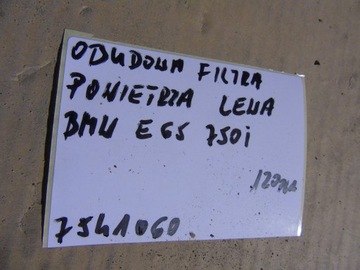 OBUDOWA FILTRA
POWIETRZA LEWA
BMW E65 750i
120zł
7541060